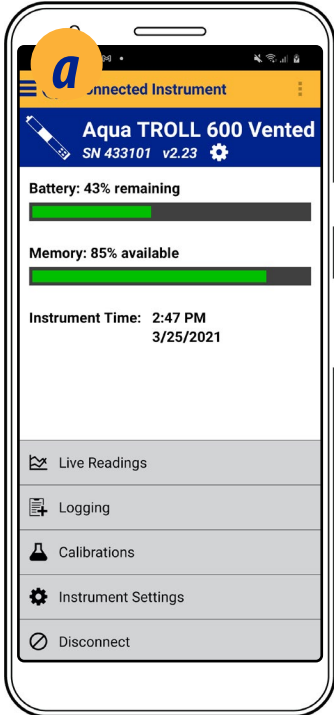 a
nnected Instrument
Aqua TROLL 600 Vented
SN 433101 v2.23
Battery: 43% remaining
Memory: 85% available
Instrument Time: 2:47 PM
3/25/2021
Live Readings
Logging
Calibrations
Instrument Settings
Disconnect